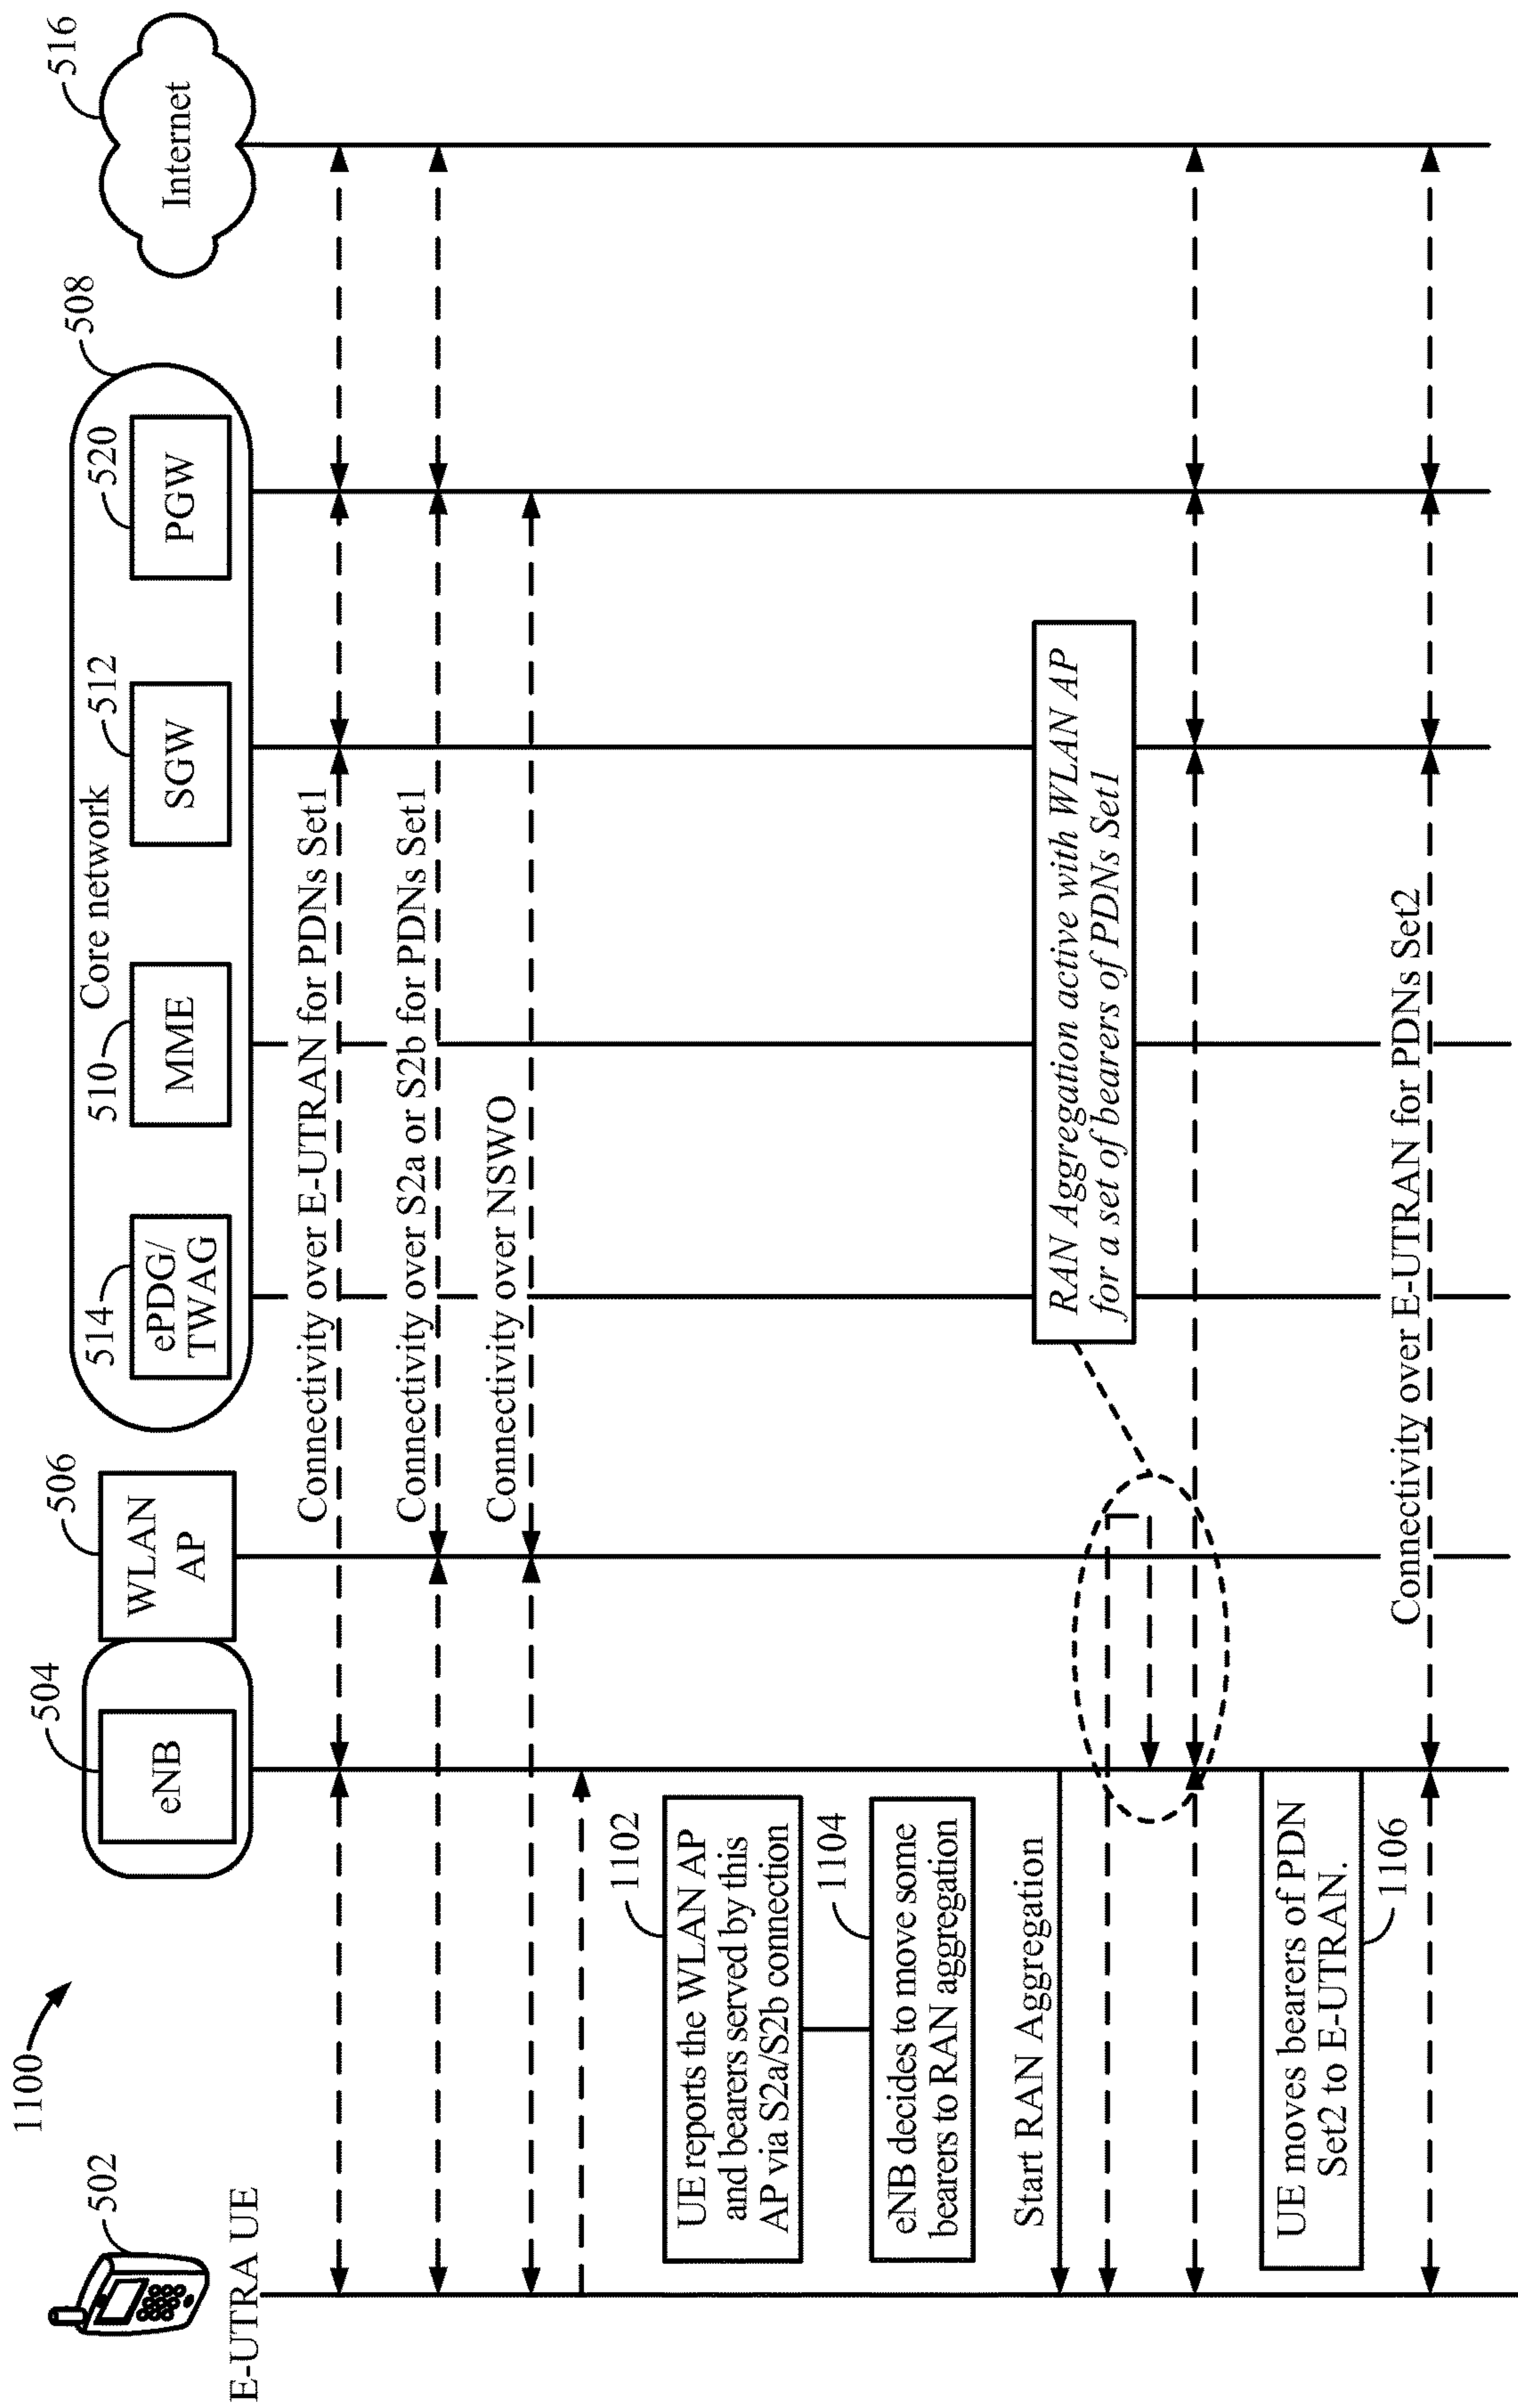 1100
502
E-UTRA UE
504
eNB
506
WLAN
AP
508
Core network
514
ePDG/
TWAG
510
MME
512
SGW
520
PGW
516
Internet
Connectivity over E-UTRAN for PDNs Set1
Connectivity over S2a or S2b for PDNs Set1
Connectivity over NSWO
1102
UE reports the WLAN AP
and bearers served by this
AP via S2a/S2b connection
1104
eNB decides to move some
bearers to RAN aggregation
Start RAN Aggregation
RAN Aggregation active with WLAN AP
for a set of bearers of PDNs Set1
UE moves bearers of PDN
Set2 to E-UTRAN.
1106
Connectivity over E-UTRAN for PDNs Set2